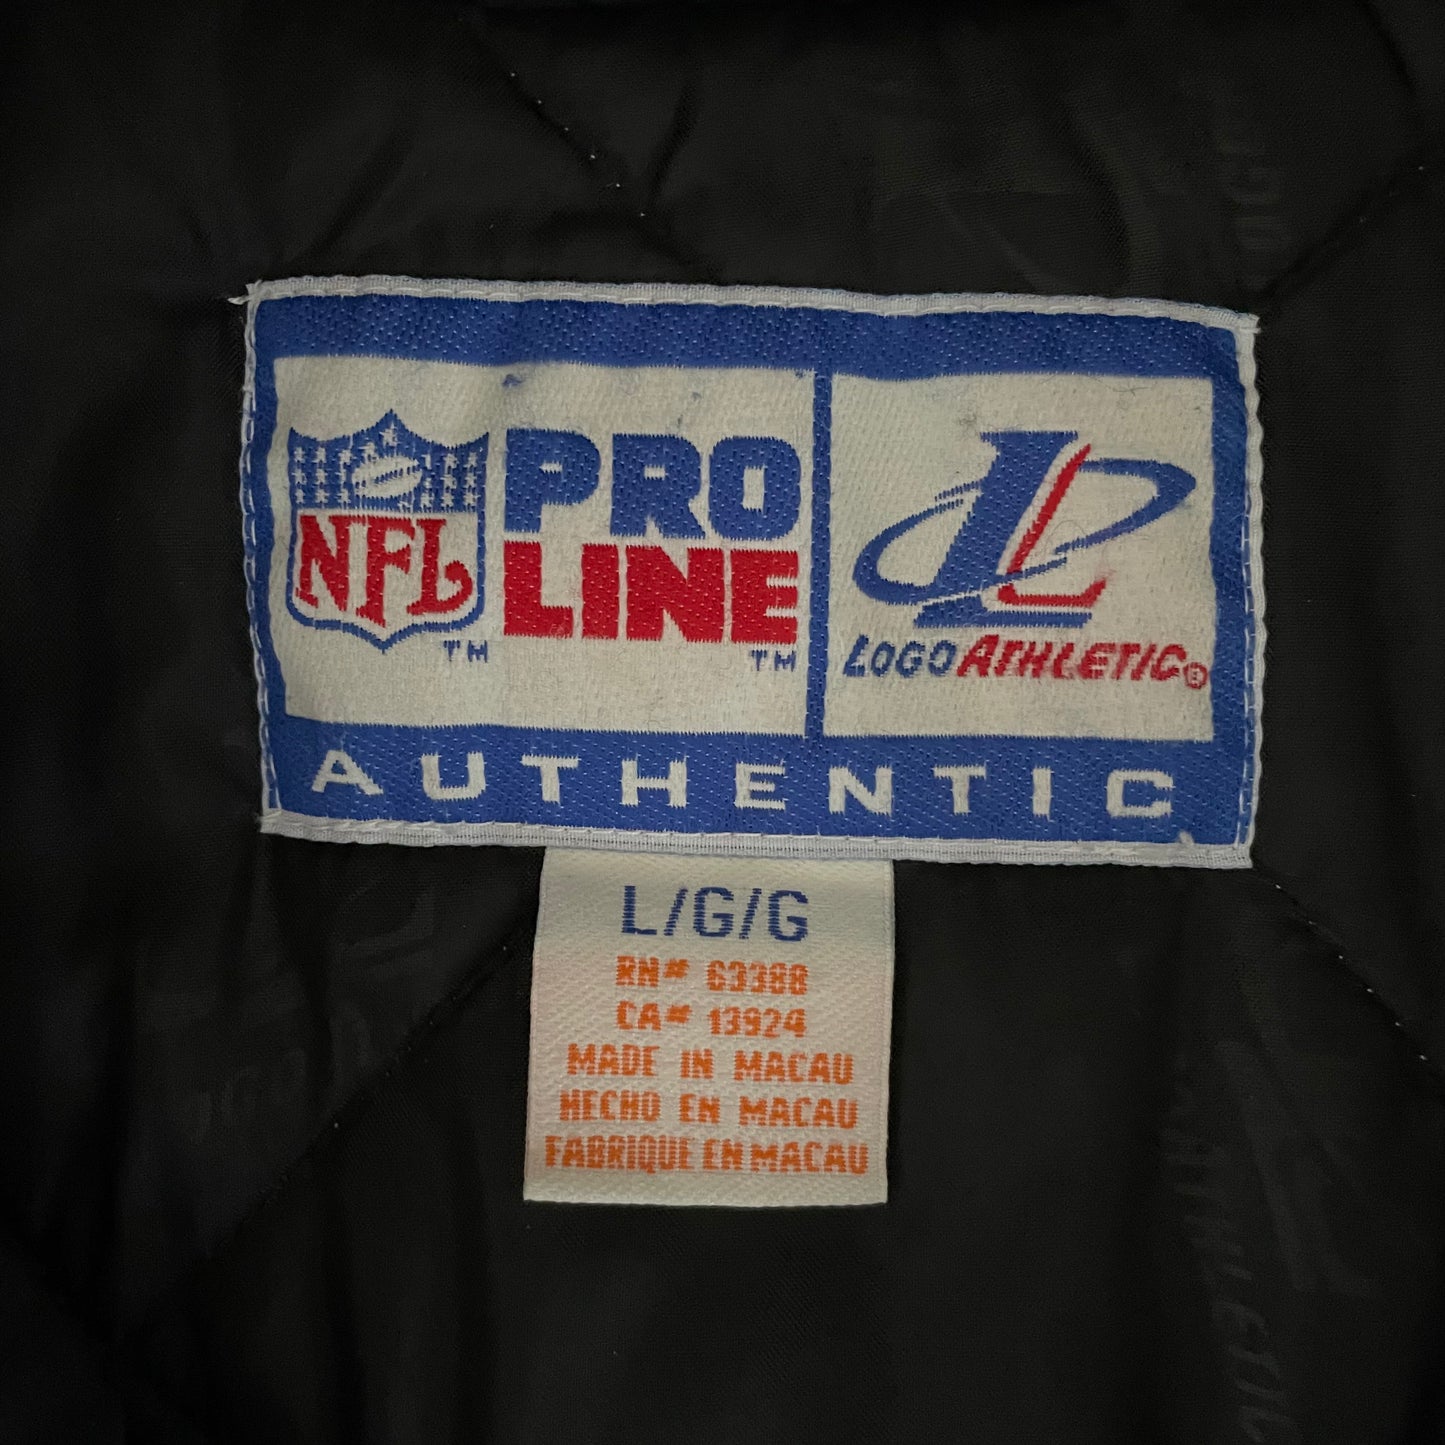 NFL
TM
PRO
LINE
TM
LOGO ATHLETIC®
AUTHENTIC
L/G/G
RN# 63388
CA# 13924
MADE IN MACAU
HECHO EN MACAU
FABRIQUE EN MACAU